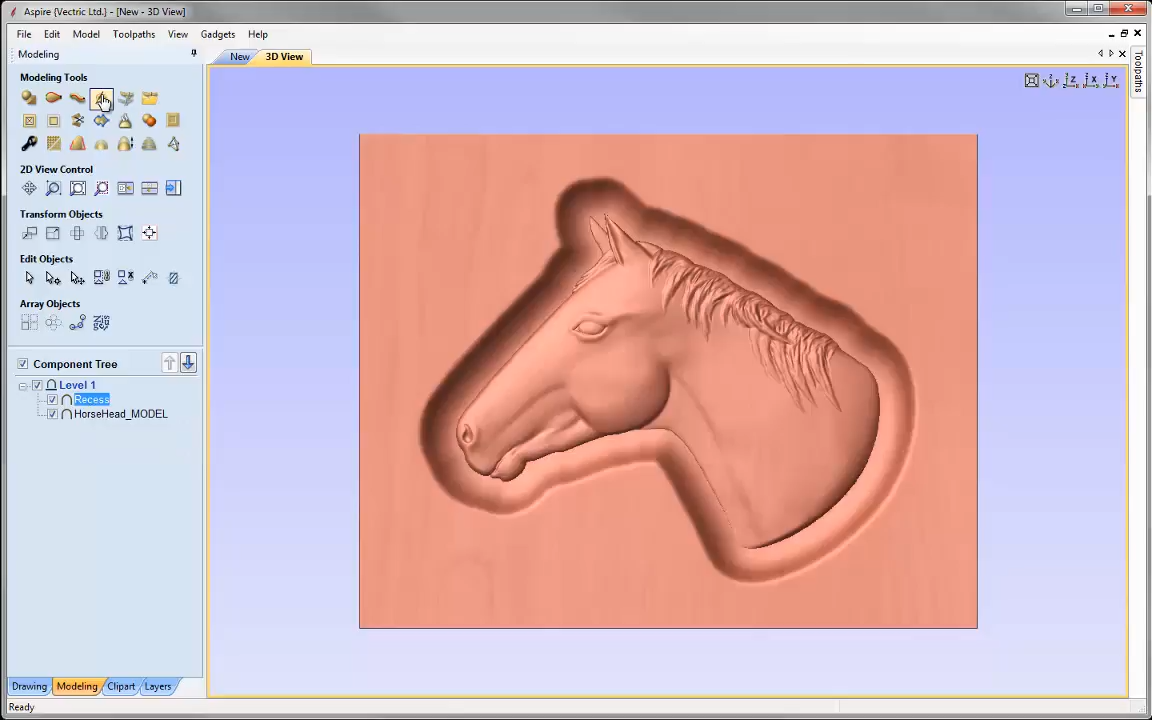 Aspire {Vectric Ltd.} - [New - 3D View]
File Edit Model Toolpaths View Gadgets Help
Modeling
New 3D View
Toolpaths
Modeling Tools
2D View Control
Transform Objects
Edit Objects
Array Objects
Component Tree
Level 1
Recess
HorseHead_MODEL
Drawing Modeling Clipart Layers
Ready